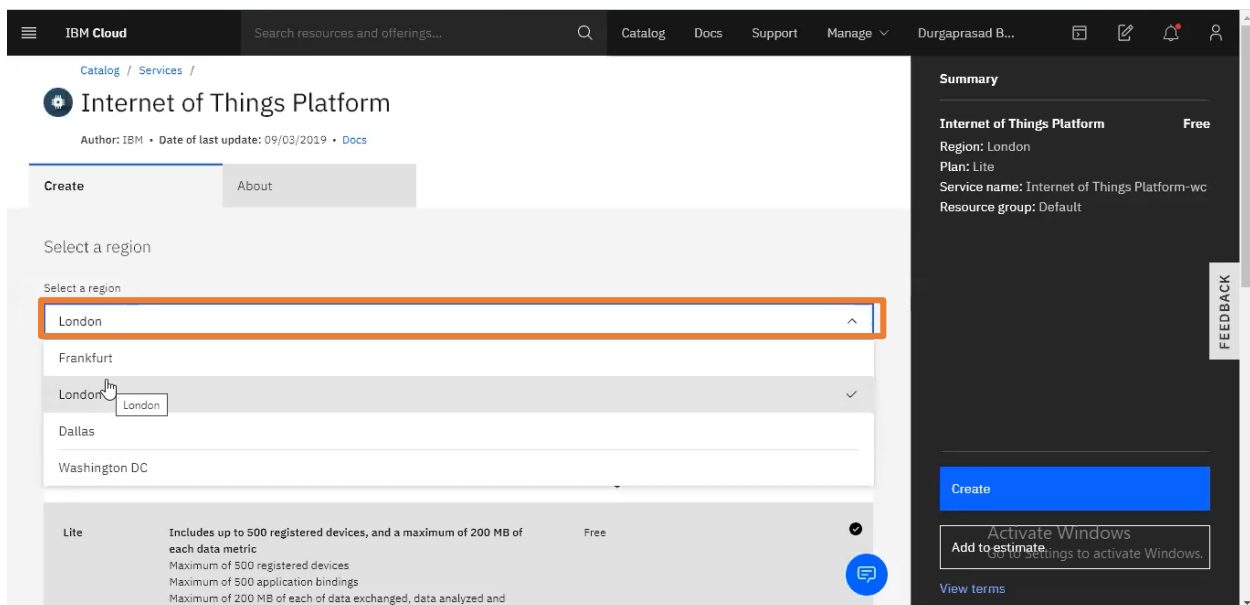 IBM Cloud
Search resources and offerings...
Catalog
Docs
Support
Manage
Durgaprasad B...
Catalog / Services /
Internet of Things Platform
Author: IBM • Date of last update: 09/03/2019 • Docs
Create
About
Select a region
Select a region
London
Frankfurt
London
London
Dallas
Washington DC
Lite
Includes up to 500 registered devices, and a maximum of 200 MB of
each data metric
Maximum of 500 registered devices
Maximum of 500 application bindings
Maximum of 200 MB of each of data exchanged, data analyzed and
Free
Summary
Internet of Things Platform Free
Region: London
Plan: Lite
Service name: Internet of Things Platform-wc
Resource group: Default
FEEDBACK
Create
Add to estimate
Activate Windows
Go to Settings to activate Windows.
View terms